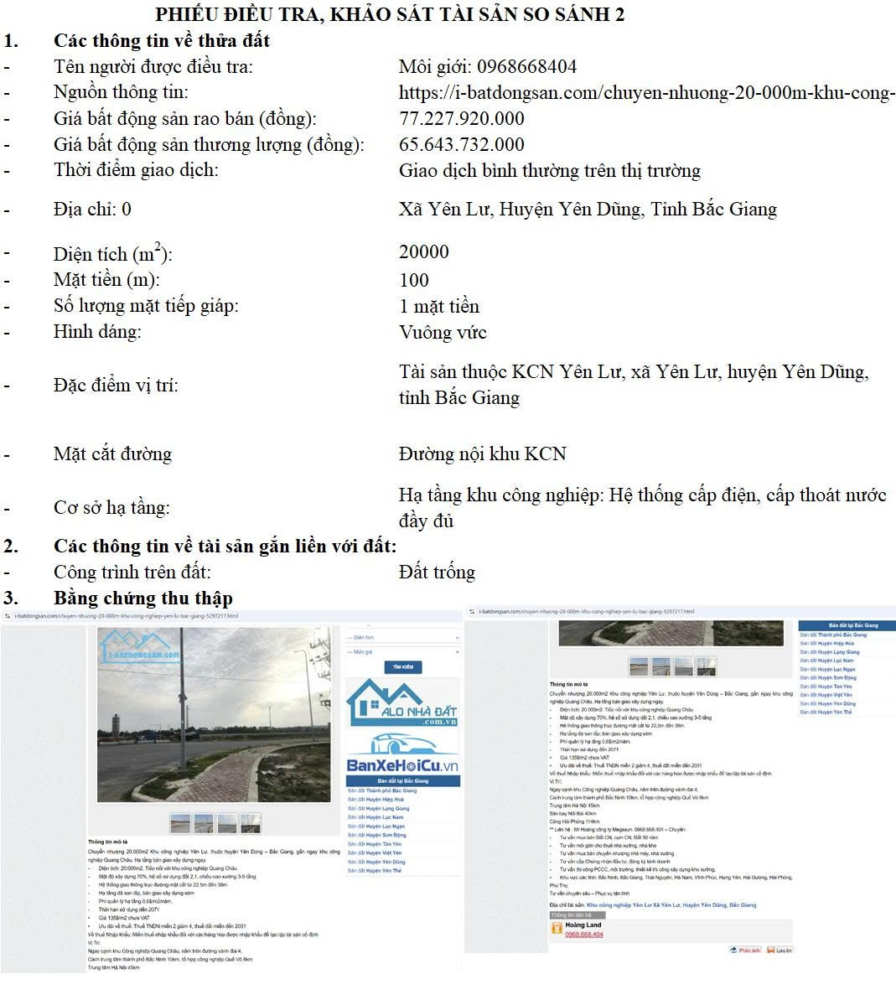 PHIẾU ĐIỀU TRA, KHẢO SÁT TÀI SẢN SO SÁNH 2
1. Các thông tin về thửa đất
- Tên người được điều tra: Môi giới: 0968668404
- Nguồn thông tin: https://i-batdongsan.com/chuyen-nhuong-20-000m-khu-cong-
- Giá bất động sản rao bán (đồng): 77.227.920.000
- Giá bất động sản thương lượng (đồng): 65.643.732.000
- Thời điểm giao dịch: Giao dịch bình thường trên thị trường
- Địa chỉ: 0 Xã Yên Lư, Huyện Yên Dũng, Tỉnh Bắc Giang
- Diện tích (m2): 20000
- Mặt tiền (m): 100
- Số lượng mặt tiếp giáp: 1 mặt tiền
- Hình dáng: Vuông vức
- Đặc điểm vị trí: Tài sản thuộc KCN Yên Lư, xã Yên Lư, huyện Yên Dũng,
tỉnh Bắc Giang
- Mặt cắt đường Đường nội khu KCN
- Cơ sở hạ tầng: Hạ tầng khu công nghiệp: Hệ thống cấp điện, cấp thoát nước
đầy đủ
2. Các thông tin về tài sản gắn liền với đất:
- Công trình trên đất: Đất trống
3. Bằng chứng thu thập
i-batdongsan.com/chuyen-nhuong-20-000m-khu-cong-nghiep-yen-lu-bac-giang-5297217.html
I-BATDONGSAN.COM
--- Diện tích
--- Mức giá
TÌM KIẾM
ALO NHÀ ĐẤT
.com.vn
BanXeHơiCu.vn
Bán đất tại Bắc Giang
Bán đất Thành phố Bắc Giang
Bán đất Huyện Hiệp Hoà
Bán đất Huyện Lạng Giang
Bán đất Huyện Lục Nam
Bán đất Huyện Lục Ngạn
Bán đất Huyện Sơn Động
Bán đất Huyện Tân Yên
Bán đất Huyện Việt Yên
Bán đất Huyện Yên Dũng
Bán đất Huyện Yên Thế
Thông tin mô tả
Chuyển nhượng 20.000m2 Khu công nghiệp Yên Lư, thuộc huyện Yên Dũng – Bắc Giang, gần ngay khu công
nghiệp Quang Châu. Hạ tầng bàn giao xây dựng ngay.
- Diện tích: 20.000m2. Tiếp nối với khu công nghiệp Quang Châu
- Mật độ xây dựng 70%, hệ số sử dụng đất 2,1, chiều cao xưởng 3-5 tầng
- Hệ thống giao thông trục đường mặt cắt từ 22.5m đến 38m.
- Hạ tầng đã san lấp, bàn giao xây dựng sớm
- Phí quản lý hạ tầng 0,6$/m2/năm.
- Thời hạn sử dụng đến 2071
• Giá 135$/m2 chưa VAT
• Ưu đãi về thuế: Thuế TNDN miễn 2 giảm 4, thuế đất miễn đến 2031
Về thuế Nhập khẩu: Miễn thuế nhập khẩu đối với các hàng hóa được nhập khẩu để tạo lập tài sản cố định
Vị Trí:
Ngay cạnh khu Công nghiệp Quang Châu, nằm trên đường vành đai 4.
Cách trung tâm thành phố Bắc Ninh 10km, tổ hợp công nghiệp Quế Võ 8km
Trung tâm Hà Nội 45km
i-batdongsan.com/chuyen-nhuong-20-000m-khu-cong-nghiep-yen-lu-bac-giang-5297217.html
Bán đất tại Bắc Giang
Bán đất Thành phố Bắc Giang
Bán đất Huyện Hiệp Hoà
Bán đất Huyện Lạng Giang
Bán đất Huyện Lục Nam
Bán đất Huyện Lục Ngạn
Bán đất Huyện Sơn Động
Bán đất Huyện Tân Yên
Bán đất Huyện Việt Yên
Bán đất Huyện Yên Dũng
Bán đất Huyện Yên Thế
Thông tin mô tả
Chuyển nhượng 20.000m2 Khu công nghiệp Yên Lư, thuộc huyện Yên Dũng – Bắc Giang, gần ngay khu công
nghiệp Quang Châu. Hạ tầng bàn giao xây dựng ngay.
- Diện tích: 20.000m2. Tiếp nối với khu công nghiệp Quang Châu
- Mật độ xây dựng 70%, hệ số sử dụng đất 2,1, chiều cao xưởng 3-5 tầng
- Hệ thống giao thông trục đường mặt cắt từ 22,5m đến 38m.
- Hạ tầng đã san lấp, bàn giao xây dựng sớm
- Phí quản lý hạ tầng 0,6$/m2/năm.
- Thời hạn sử dụng đến 2071
• Giá 135$/m2 chưa VAT
• Ưu đãi về thuế: Thuế TNDN miễn 2 giảm 4, thuế đất miễn đến 2031
Về thuế Nhập khẩu: Miễn thuế nhập khẩu đối với các hàng hóa được nhập khẩu để tạo lập tài sản cố định
Vị Trí:
Ngay cạnh khu Công nghiệp Quang Châu, nằm trên đường vành đai 4.
Cách trung tâm thành phố Bắc Ninh 10km, tổ hợp công nghiệp Quế Võ 8km
Trung tâm Hà Nội 45km
Sân bay Nội Bài 40km
Cảng Hải Phòng 114km
** Liên hệ : Mr Hoàng công ty Megasun: 0968.668.404 – Chuyên.
- Tư vấn mua bán Đất CN, cụm CN, Đất 50 năm
- Tư vấn môi giới cho thuê nhà xưởng, nhà kho
- Tư vấn mua bán chuyển nhượng nhà máy, nhà xưởng
- Tư vấn cấp Chứng nhận đầu tư, đăng ký kinh doanh
- Tư vấn thi công PCCC, môi trường, thiết kế thi công xây dựng kho xưởng,
• Khu vực các tỉnh: Bắc Ninh, Bắc Giang, Thái Nguyên, Hà Nam, Vĩnh Phúc, Hưng Yên, Hải Dương, Hải Phòng,
Phú Thọ
Tư vấn chuyên sâu – Phục vụ tận tình
Địa chỉ tài sản: Khu công nghiệp Yên Lư Xã Yên Lư, Huyện Yên Dũng, Bắc Giang
Thông tin liên hệ
Hoàng Land
0968.668.404
Phản ánh
Lưu tin